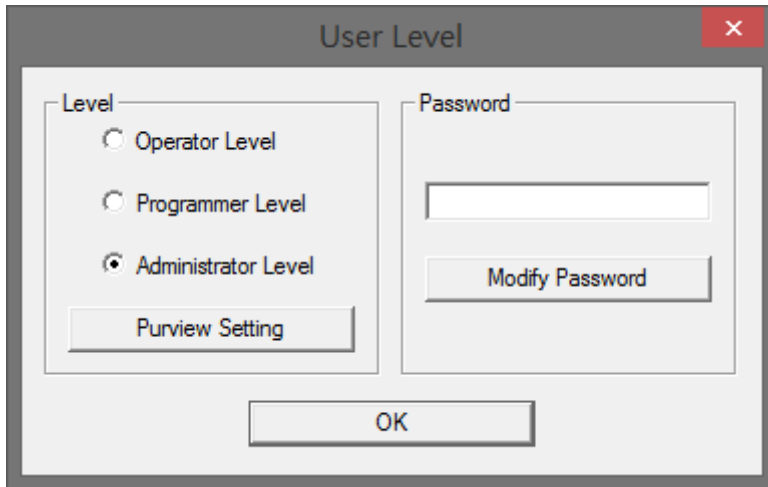 User Level
Level
Operator Level
Programmer Level
Administrator Level
Purview Setting
Password
Modify Password
OK